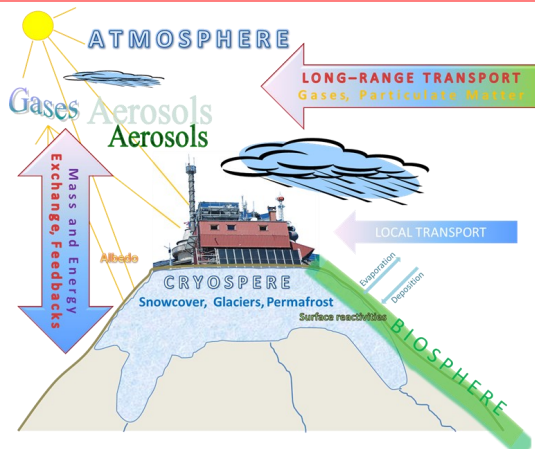 ATMOSPHERE
LONG–RANGE TRANSPORT
Gases, Particulate Matter
Gases
Aerosols
Aerosols
Mass and Energy
Exchange, Feedbacks
LOCAL TRANSPORT
Albedo
Evaporation
Deposition
CRYOSPERE
Snowcover, Glaciers, Permafrost
Surface reactivities
BIOSPHERE